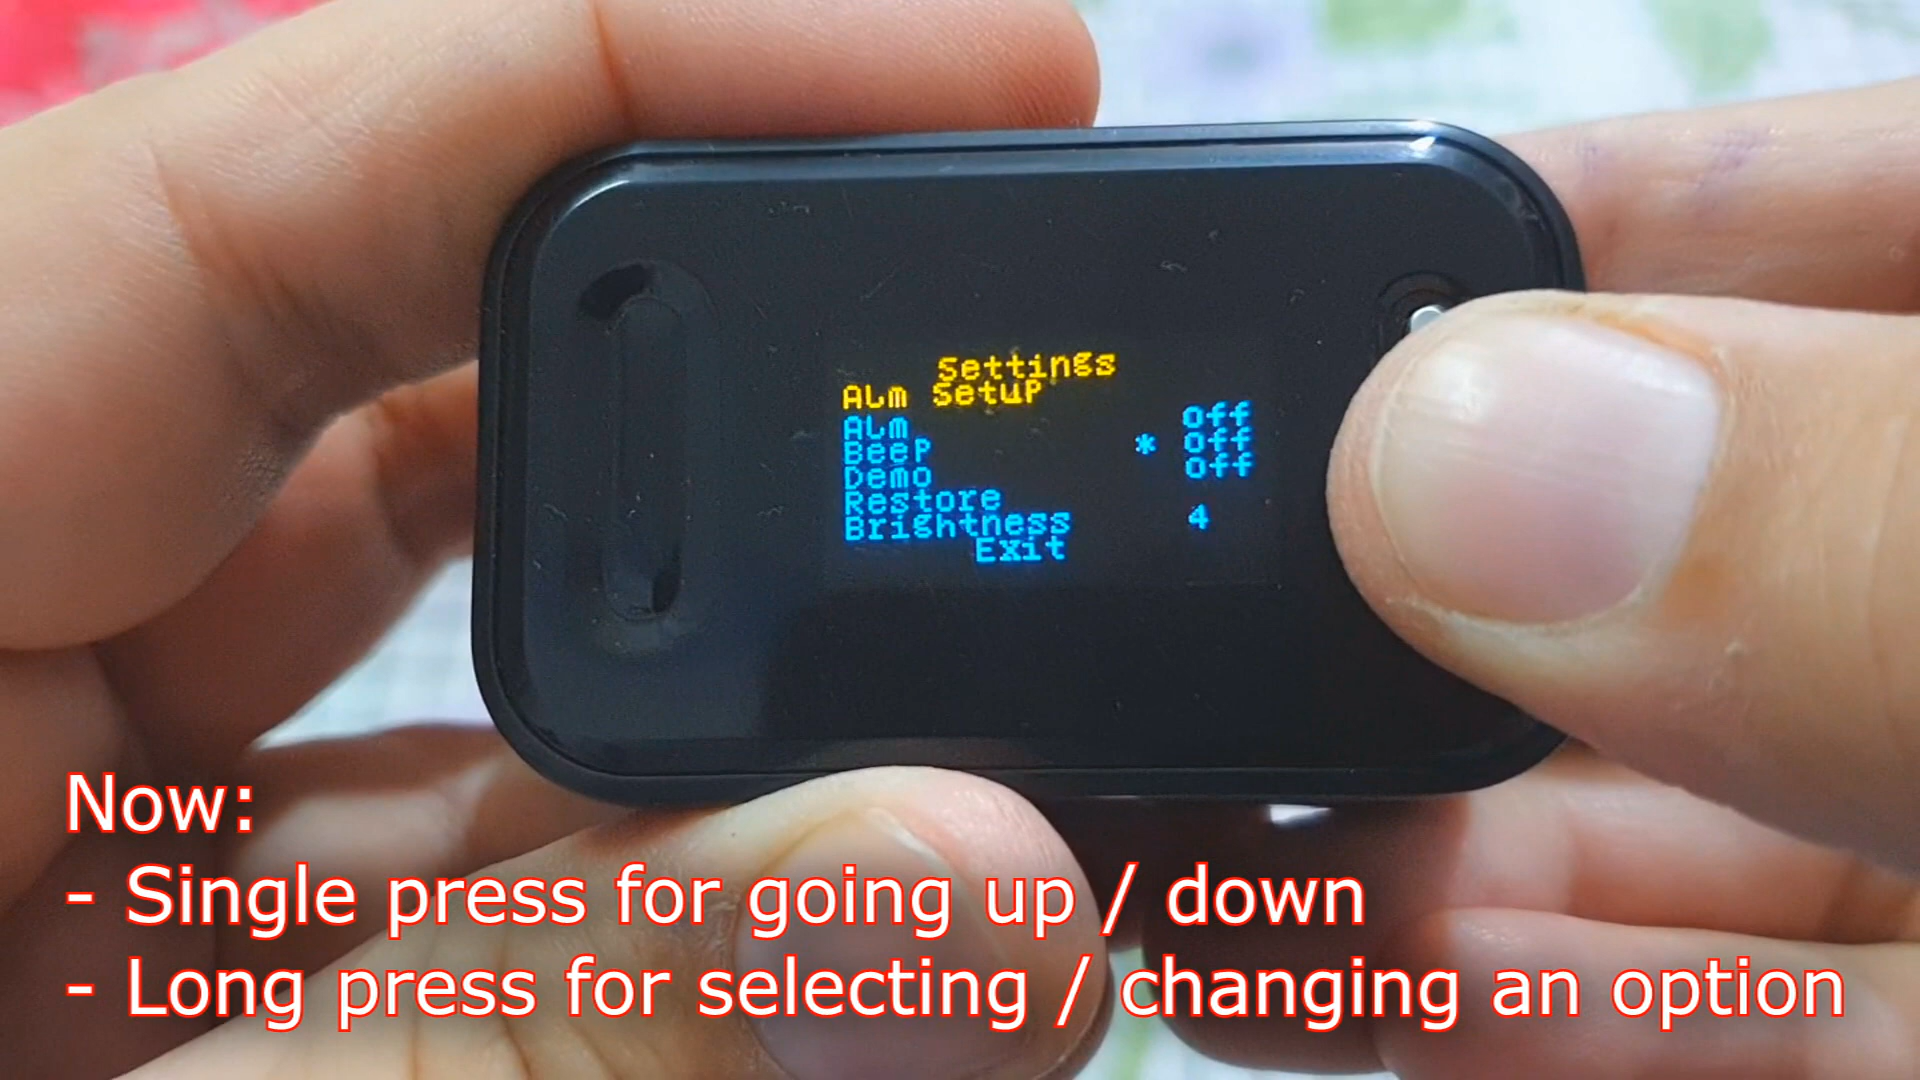 Settings
Alm Setup
Alm Off
Beep * Off
Demo Off
Restore
Brightness 4
Exit
Now:
- Single press for going up / down
- Long press for selecting / changing an option